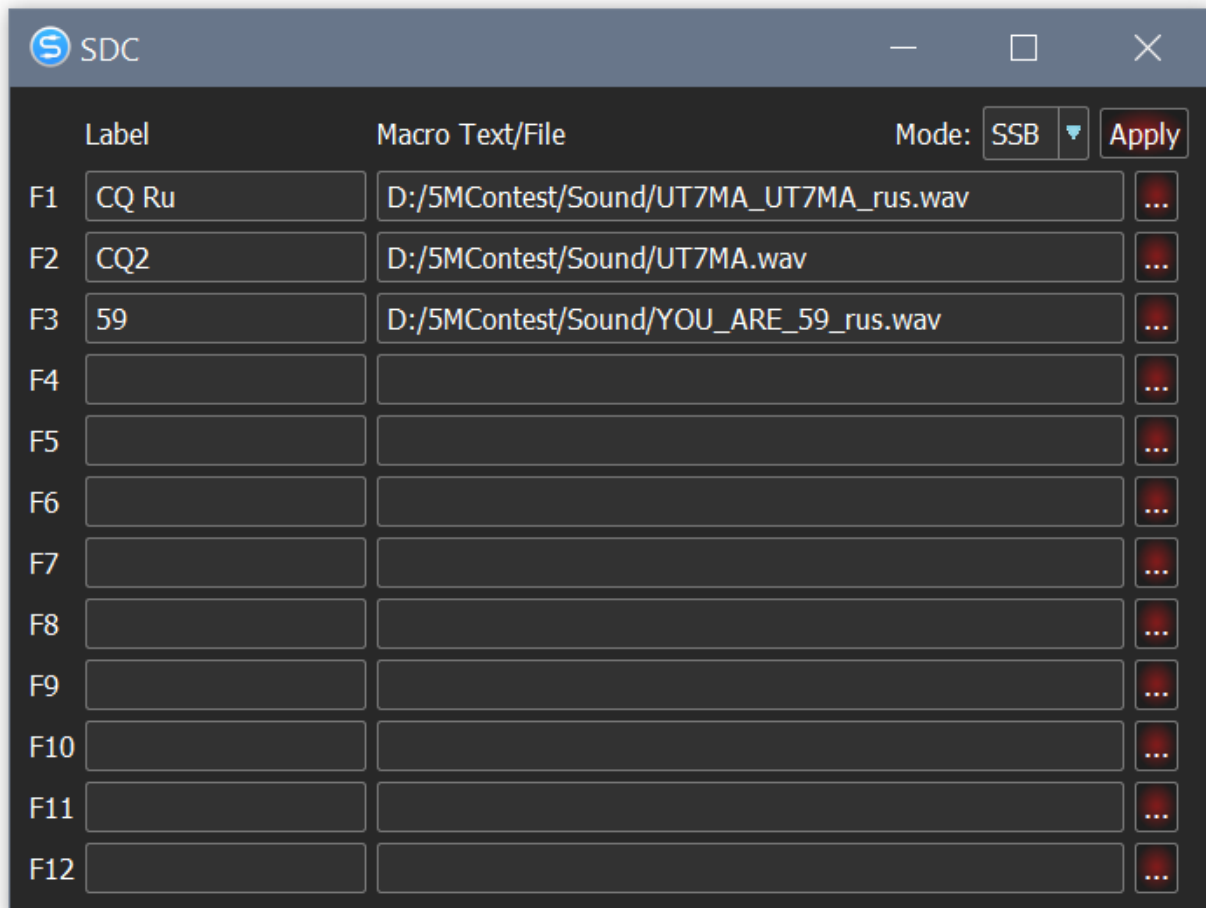 SDC
Label Macro Text/File Mode: SSB Apply
F1 CQ Ru D:/5MContest/Sound/UT7MA_UT7MA_rus.wav ...
F2 CQ2 D:/5MContest/Sound/UT7MA.wav ...
F3 59 D:/5MContest/Sound/YOU_ARE_59_rus.wav ...
F4 ...
F5 ...
F6 ...
F7 ...
F8 ...
F9 ...
F10 ...
F11 ...
F12 ...